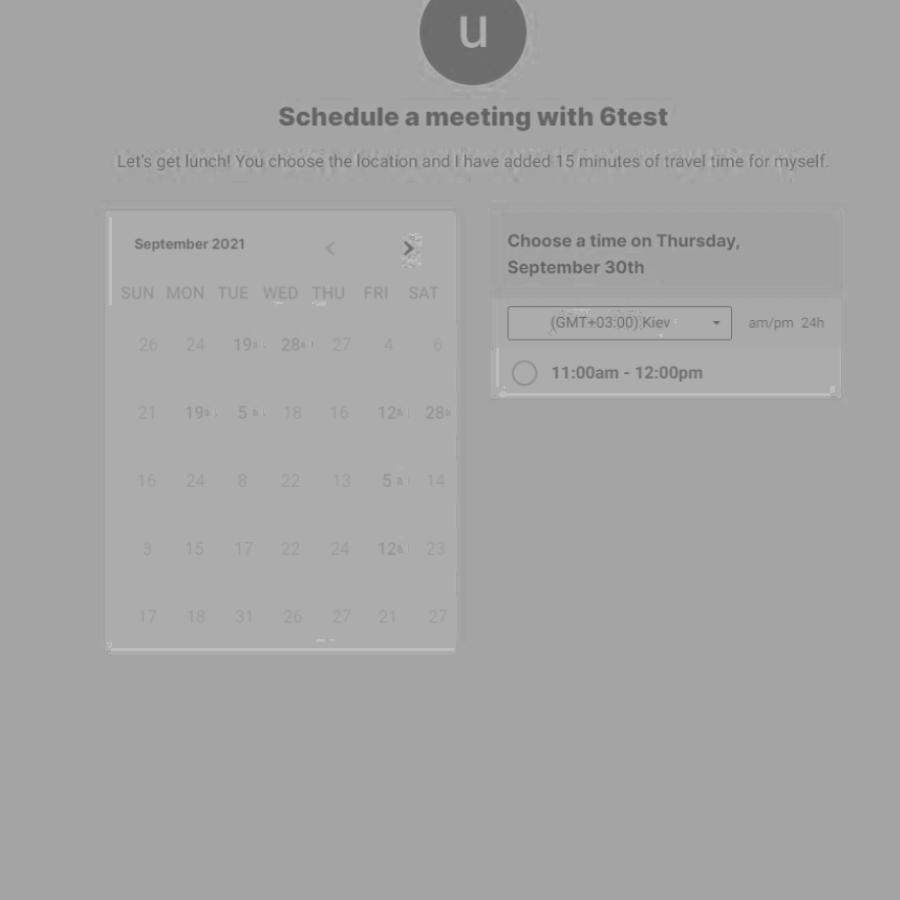 u
Schedule a meeting with 6test
Let's get lunch! You choose the location and I have added 15 minutes of travel time for myself.
September 2021 < >
SUN MON TUE WED THU FRI SAT
26 24 19 28 27 4 6
21 19 5 18 16 12 28
16 24 8 22 13 5 14
3 15 17 22 24 12 23
17 18 31 26 27 21 27
Choose a time on Thursday,
September 30th
(GMT+03:00) Kiev am/pm 24h
11:00am - 12:00pm